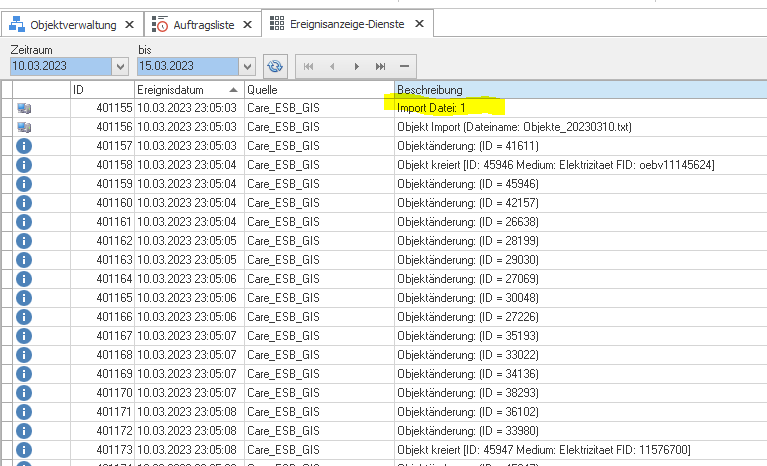 Objektverwaltung
Auftragsliste
Ereignisanzeige-Dienste
Zeitraum bis
10.03.2023 15.03.2023
ID Ereignisdatum Quelle Beschreibung
401155 10.03.2023 23:05:03 Care_ESB_GIS Import Datei: 1
401156 10.03.2023 23:05:03 Care_ESB_GIS Objekt Import (Dateiname: Objekte_20230310.txt)
401157 10.03.2023 23:05:03 Care_ESB_GIS Objektänderung: (ID = 41611)
401158 10.03.2023 23:05:04 Care_ESB_GIS Objekt kreiert [ID: 45946 Medium: Elektrizitaet FID: oebv11145624]
401159 10.03.2023 23:05:04 Care_ESB_GIS Objektänderung: (ID = 45946)
401160 10.03.2023 23:05:04 Care_ESB_GIS Objektänderung: (ID = 42157)
401161 10.03.2023 23:05:04 Care_ESB_GIS Objektänderung: (ID = 26638)
401162 10.03.2023 23:05:05 Care_ESB_GIS Objektänderung: (ID = 28199)
401163 10.03.2023 23:05:05 Care_ESB_GIS Objektänderung: (ID = 29030)
401164 10.03.2023 23:05:06 Care_ESB_GIS Objektänderung: (ID = 27069)
401165 10.03.2023 23:05:06 Care_ESB_GIS Objektänderung: (ID = 30048)
401166 10.03.2023 23:05:06 Care_ESB_GIS Objektänderung: (ID = 27226)
401167 10.03.2023 23:05:07 Care_ESB_GIS Objektänderung: (ID = 35193)
401168 10.03.2023 23:05:07 Care_ESB_GIS Objektänderung: (ID = 33022)
401169 10.03.2023 23:05:07 Care_ESB_GIS Objektänderung: (ID = 34136)
401170 10.03.2023 23:05:07 Care_ESB_GIS Objektänderung: (ID = 38293)
401171 10.03.2023 23:05:08 Care_ESB_GIS Objektänderung: (ID = 36102)
401172 10.03.2023 23:05:08 Care_ESB_GIS Objektänderung: (ID = 33980)
401173 10.03.2023 23:05:08 Care_ESB_GIS Objekt kreiert [ID: 45947 Medium: Elektrizitaet FID: 11576700]